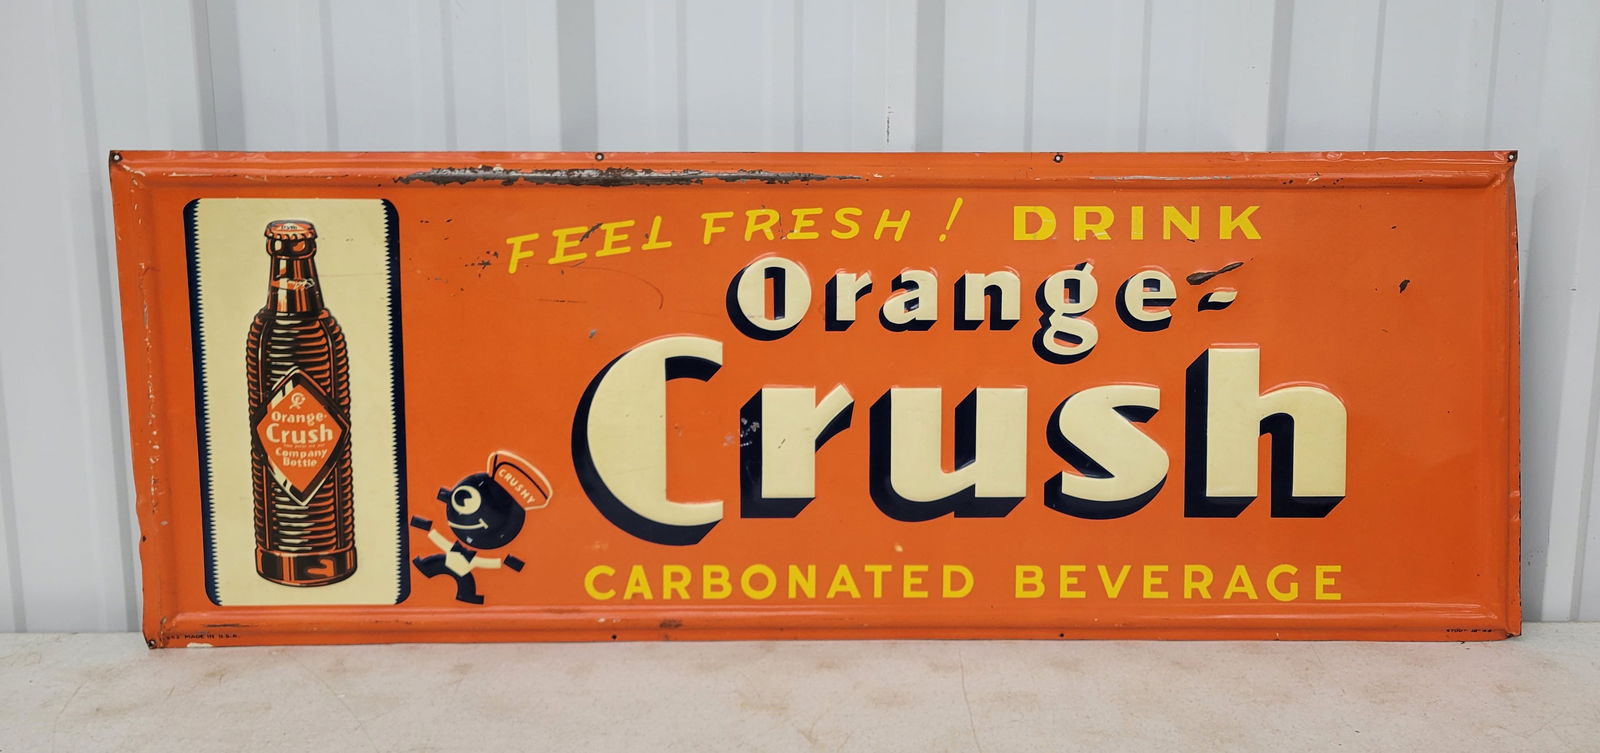 FEEL FRESH! DRINK
Orange-
Crush
CARBONATED BEVERAGE
Orange-
Crush
Company
Bottle
CRUSHY
MADE IN U.S.A.